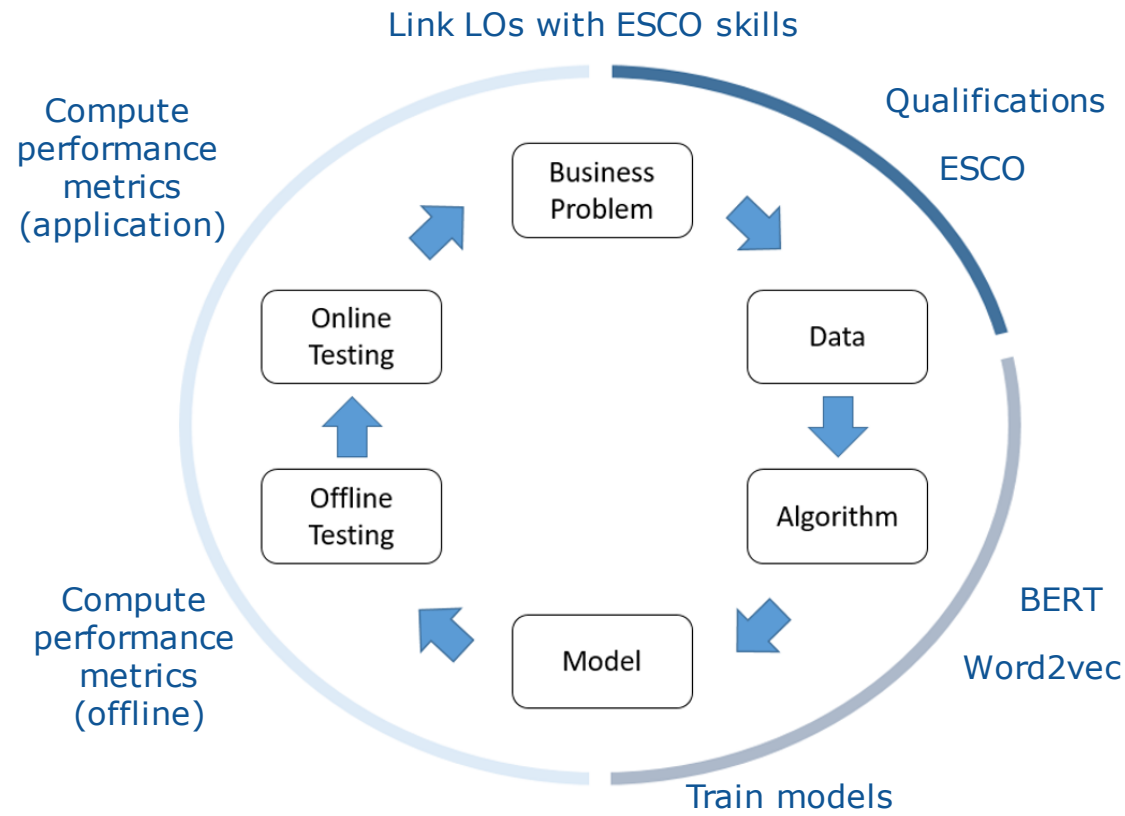 Link LOs with ESCO skills
Qualifications
ESCO
Compute
performance
metrics
(application)
Business
Problem
Online
Testing
Data
Offline
Testing
Algorithm
Compute
performance
metrics
(offline)
Model
BERT
Word2vec
Train models